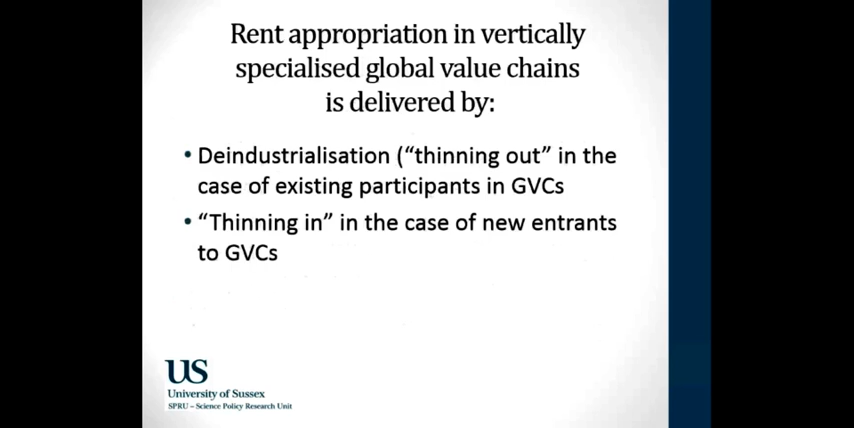 Rent appropriation in vertically
specialised global value chains
is delivered by:
• Deindustrialisation (“thinning out” in the
case of existing participants in GVCs
• “Thinning in” in the case of new entrants
to GVCs
US
University of Sussex
SPRU – Science Policy Research Unit